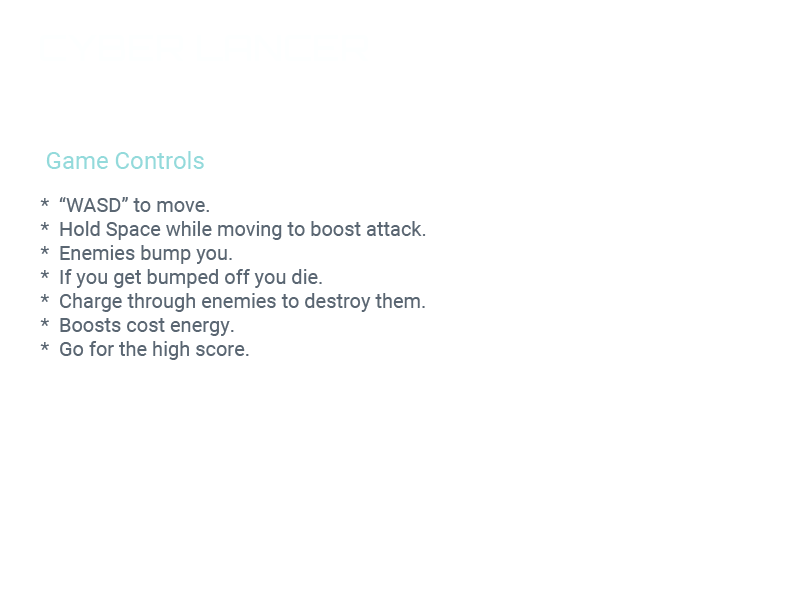 Game Controls
* “WASD” to move.
* Hold Space while moving to boost attack.
* Enemies bump you.
* If you get bumped off you die.
* Charge through enemies to destroy them.
* Boosts cost energy.
* Go for the high score.